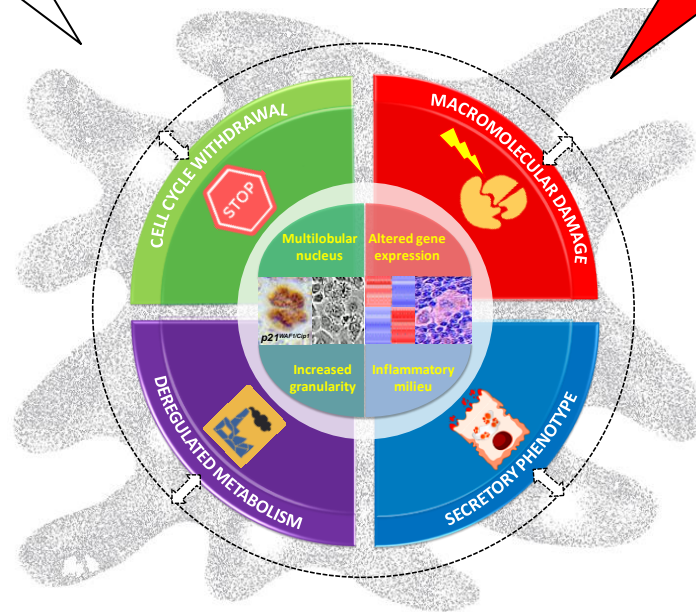 CELL CYCLE WITHDRAWAL
MACROMOLECULAR DAMAGE
STOP
Multilobular
nucleus
Altered gene
expression
p21WAF1/Cip1
Increased
granularity
Inflammatory
milieu
DEREGULATED METABOLISM
SECRETORY PHENOTYPE